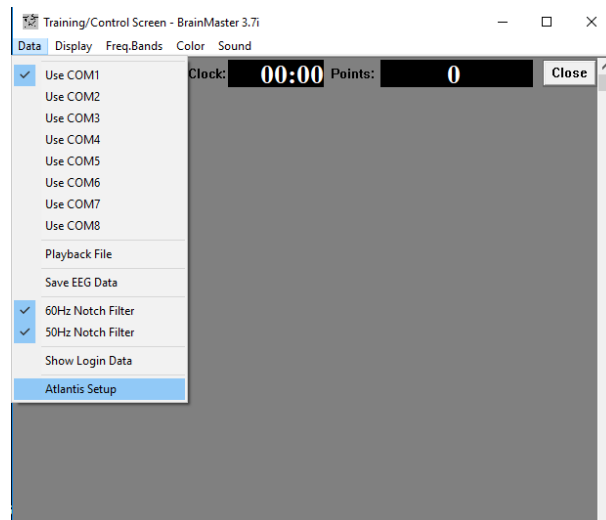 Training/Control Screen - BrainMaster 3.7i
Data Display Freq.Bands Color Sound
Clock: 00:00 Points: 0 Close
Use COM1
Use COM2
Use COM3
Use COM4
Use COM5
Use COM6
Use COM7
Use COM8
Playback File
Save EEG Data
60Hz Notch Filter
50Hz Notch Filter
Show Login Data
Atlantis Setup